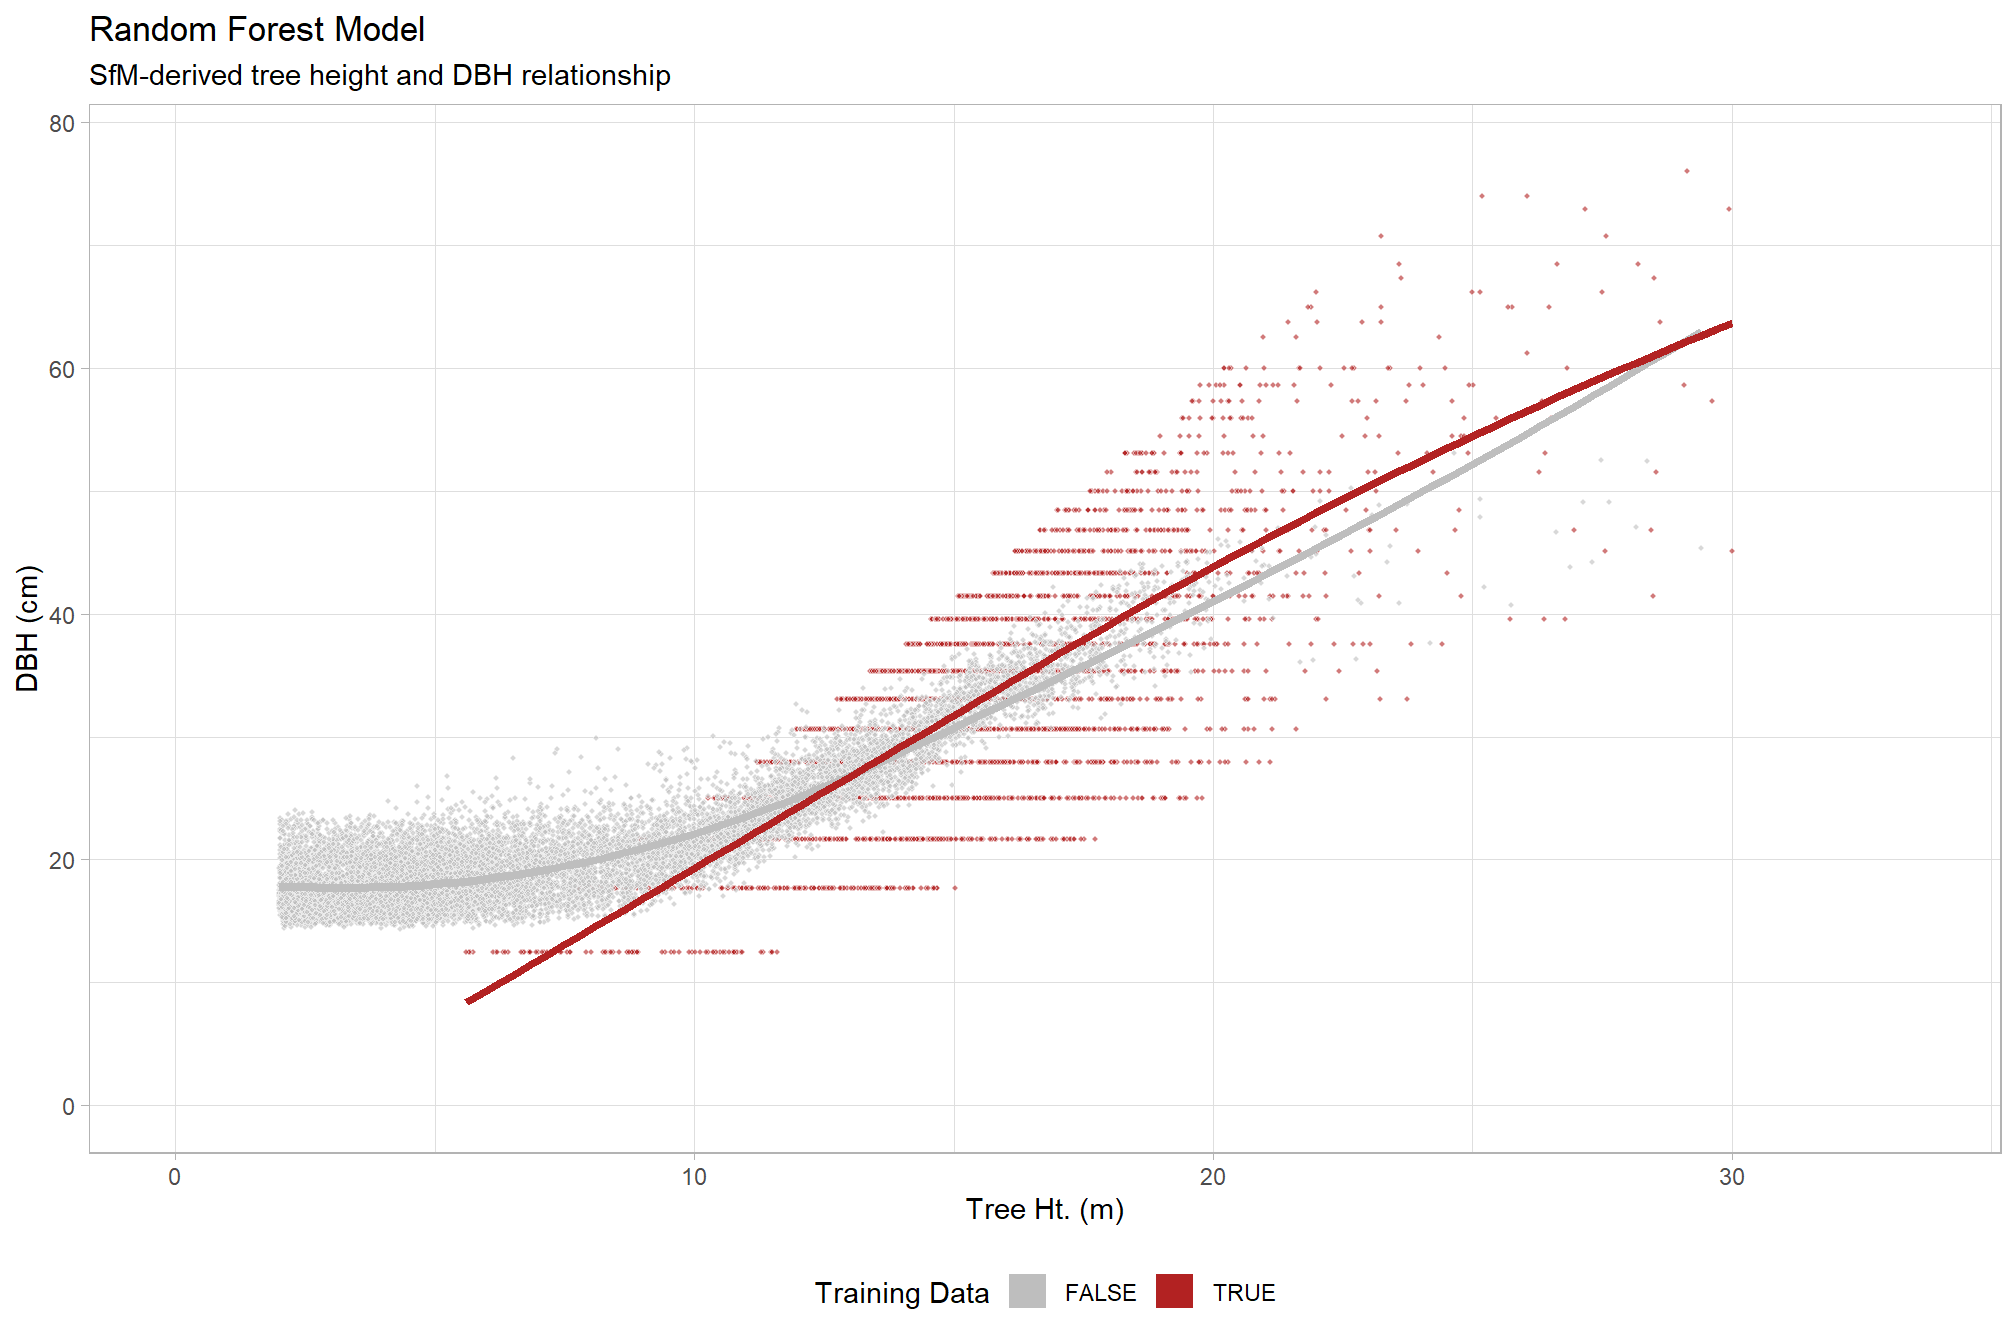 Random Forest Model
SfM-derived tree height and DBH relationship
80
60
40
20
0
DBH (cm)
0 10 20 30
Tree Ht. (m)
Training Data FALSE TRUE